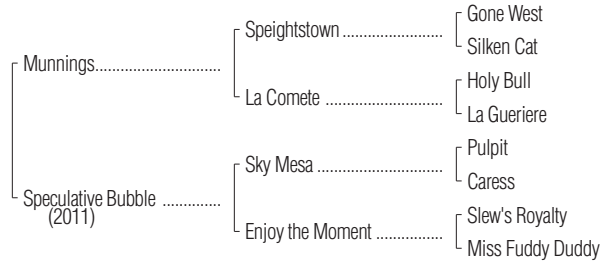 Gone West
Speightstown
Silken Cat
Munnings
Holy Bull
La Comete
La Gueriere
Pulpit
Sky Mesa
Caress
Speculative Bubble
(2011)
Slew's Royalty
Enjoy the Moment
Miss Fuddy Duddy